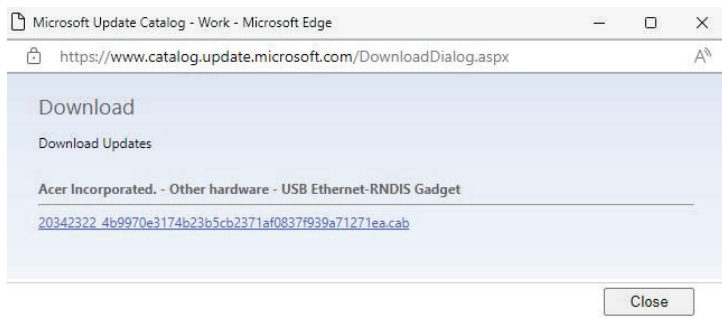 Microsoft Update Catalog - Work - Microsoft Edge
https://www.catalog.update.microsoft.com/DownloadDialog.aspx
Download
Download Updates
Acer Incorporated. - Other hardware - USB Ethernet-RNDIS Gadget
20342322_4b9970e3174b23b5cb2371af0837f939a71271ea.cab
Close